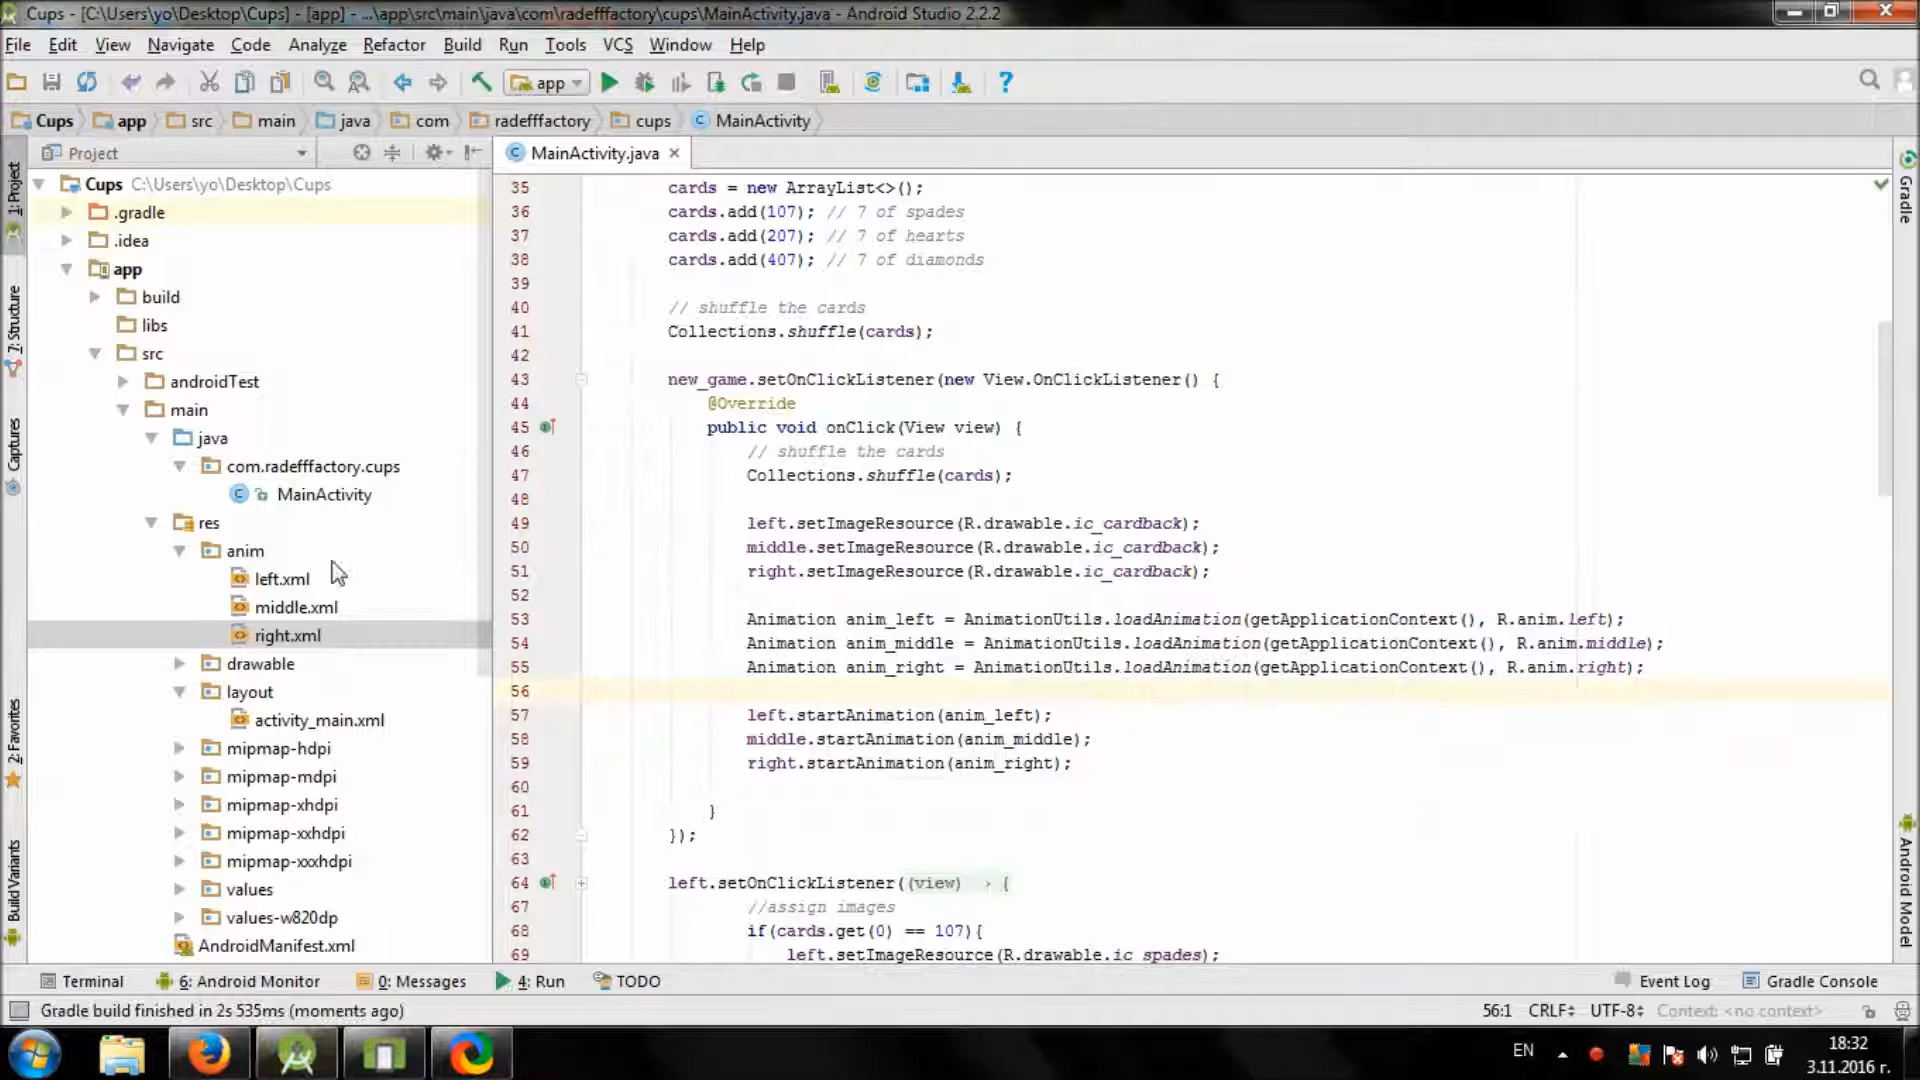 Cups - [C:\Users\yo\Desktop\Cups] - [app] - ...\app\src\main\java\com\radefffactory\cups\MainActivity.java - Android Studio 2.2.2
File Edit View Navigate Code Analyze Refactor Build Run Tools VCS Window Help
app
Cups app src main java com radefffactory cups MainActivity
Project
MainActivity.java
1: Project
7: Structure
Captures
2: Favorites
Build Variants
Cups C:\Users\yo\Desktop\Cups
.gradle
.idea
app
build
libs
src
androidTest
main
java
com.radefffactory.cups
MainActivity
res
anim
left.xml
middle.xml
right.xml
drawable
layout
activity_main.xml
mipmap-hdpi
mipmap-mdpi
mipmap-xhdpi
mipmap-xxhdpi
mipmap-xxxhdpi
values
values-w820dp
AndroidManifest.xml
35 cards = new ArrayList<>();
36 cards.add(107); // 7 of spades
37 cards.add(207); // 7 of hearts
38 cards.add(407); // 7 of diamonds
39
40 // shuffle the cards
41 Collections.shuffle(cards);
42
43 new_game.setOnClickListener(new View.OnClickListener() {
44 @Override
45 public void onClick(View view) {
46 // shuffle the cards
47 Collections.shuffle(cards);
48
49 left.setImageResource(R.drawable.ic_cardback);
50 middle.setImageResource(R.drawable.ic_cardback);
51 right.setImageResource(R.drawable.ic_cardback);
52
53 Animation anim_left = AnimationUtils.loadAnimation(getApplicationContext(), R.anim.left);
54 Animation anim_middle = AnimationUtils.loadAnimation(getApplicationContext(), R.anim.middle);
55 Animation anim_right = AnimationUtils.loadAnimation(getApplicationContext(), R.anim.right);
56
57 left.startAnimation(anim_left);
58 middle.startAnimation(anim_middle);
59 right.startAnimation(anim_right);
60
61 }
62 });
63
64 left.setOnClickListener((view) → {
67 //assign images
68 if(cards.get(0) == 107){
69 left.setImageResource(R.drawable.ic_spades);
Gradle
Android Model
Terminal 6: Android Monitor 0: Messages 4: Run TODO Event Log Gradle Console
Gradle build finished in 2s 535ms (moments ago) 56:1 CRLF UTF-8 Context: <no context>
EN 18:32
3.11.2016 г.